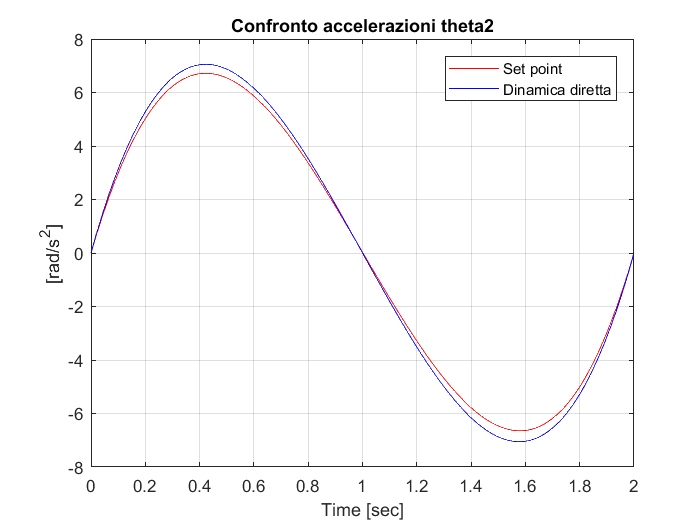 Confronto accelerazioni theta2
Set point
Dinamica diretta
[rad/s²]
8
6
4
2
0
-2
-4
-6
-8
0 0.2 0.4 0.6 0.8 1 1.2 1.4 1.6 1.8 2
Time [sec]